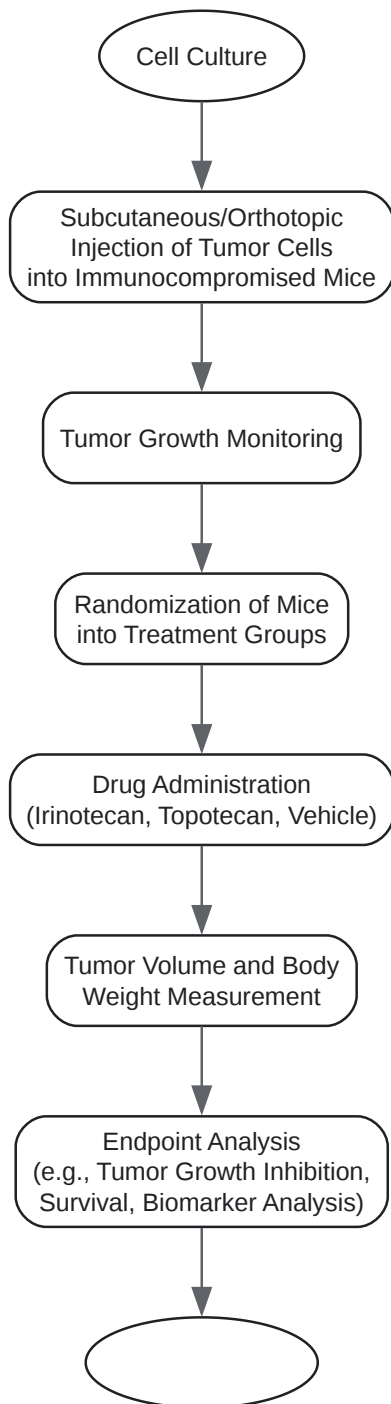 Cell Culture
Subcutaneous/Orthotopic
Injection of Tumor Cells
into Immunocompromised Mice
Tumor Growth Monitoring
Randomization of Mice
into Treatment Groups
Drug Administration
(Irinotecan, Topotecan, Vehicle)
Tumor Volume and Body
Weight Measurement
Endpoint Analysis
(e.g., Tumor Growth Inhibition,
Survival, Biomarker Analysis)